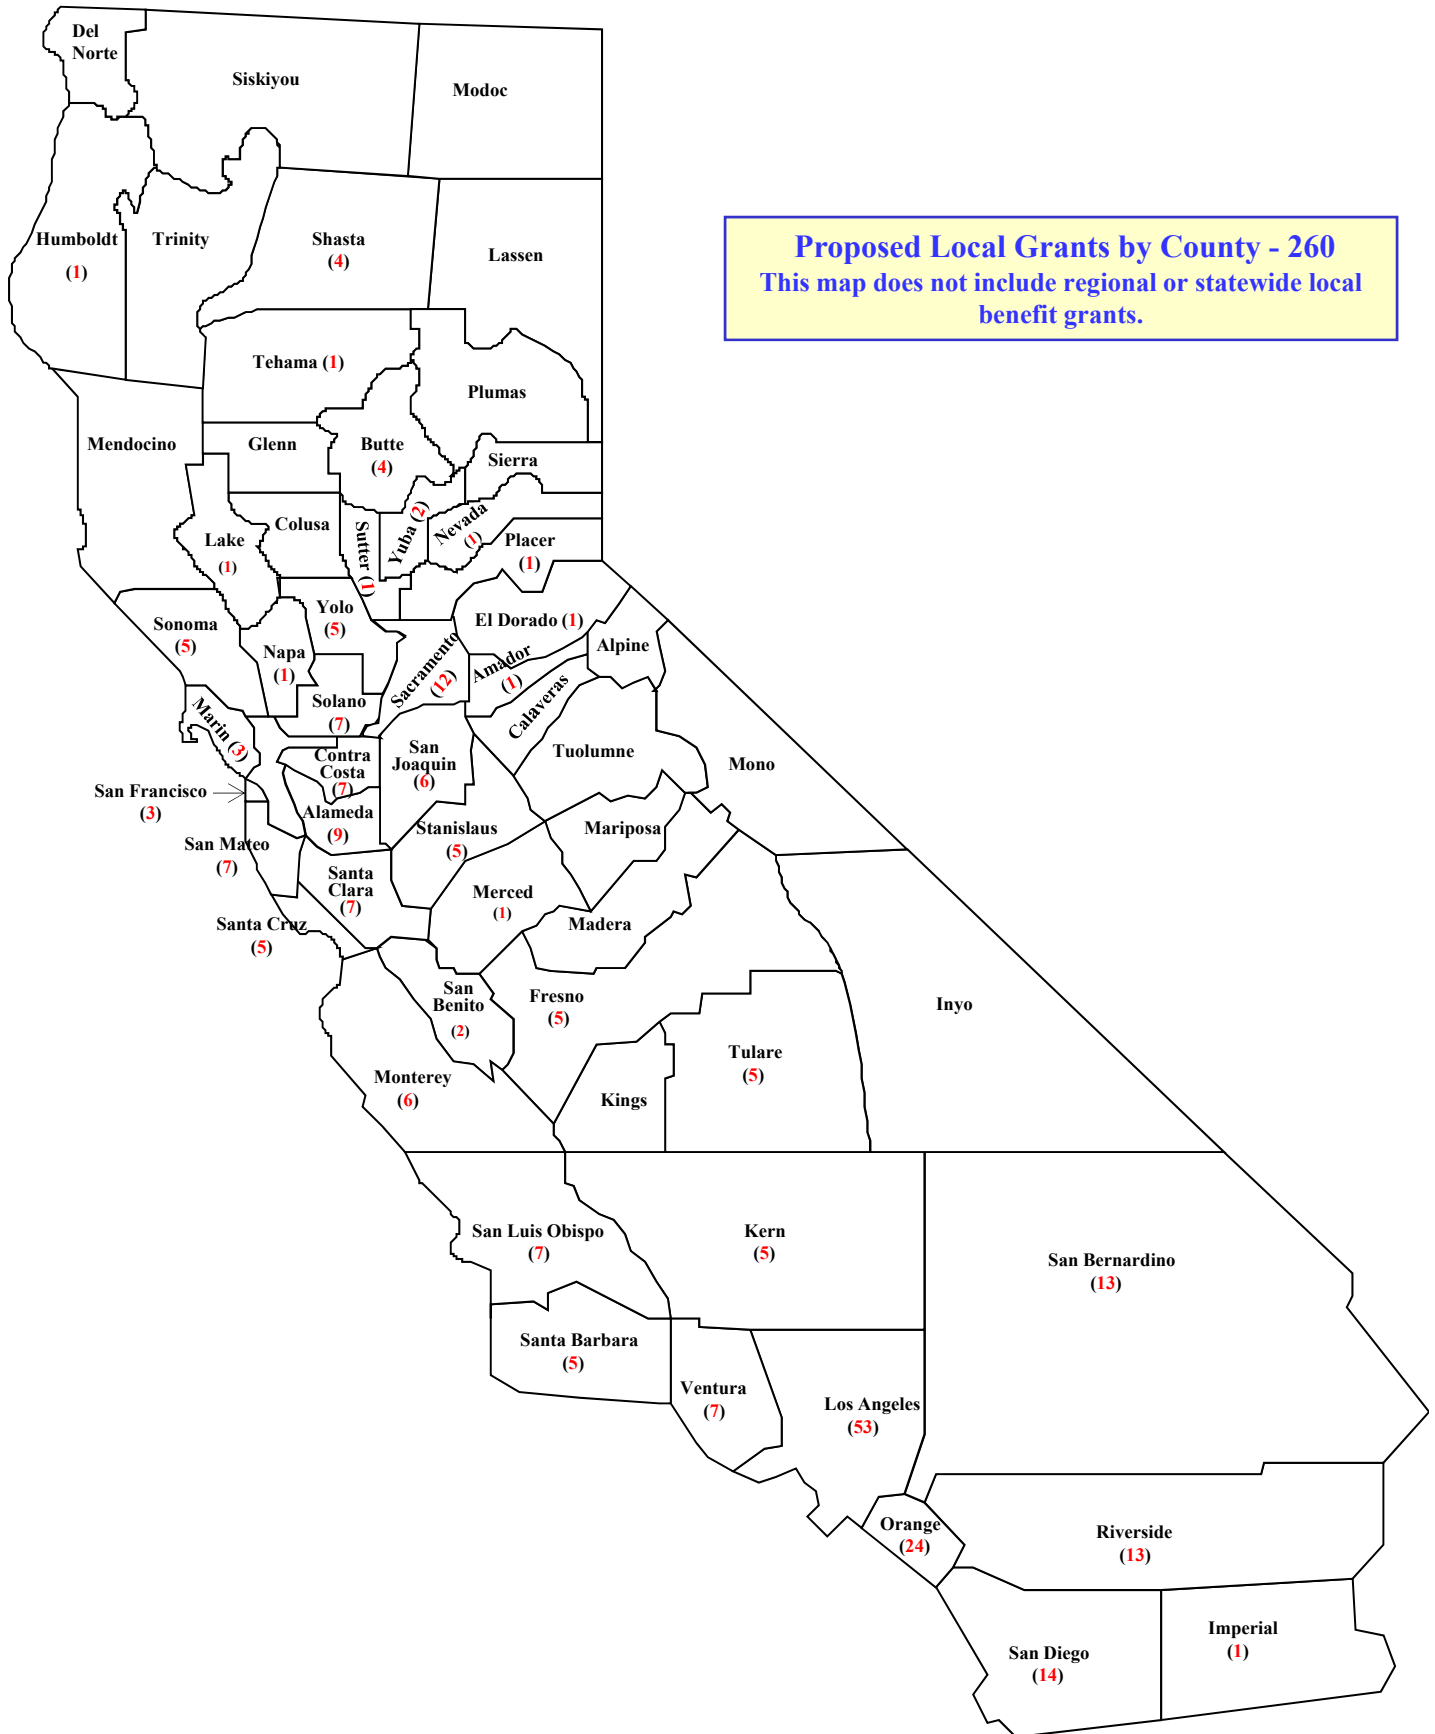 Del
Norte
Siskiyou
Modoc
Humboldt
(1)
Trinity
Shasta
(4)
Lassen
Proposed Local Grants by County - 260
This map does not include regional or statewide local
benefit grants.
Tehama (1)
Plumas
Mendocino
Glenn
Butte
(4)
Sierra
Colusa
Sutter (1)
Yuba (2)
Nevada
(1)
Placer
(1)
Lake
(1)
Yolo
(5)
Sonoma
(5)
Napa
(1)
El Dorado (1)
Sacramento
(12)
Amador
(1)
Alpine
Solano
(7)
Calaveras
Marin (3)
Contra
Costa
(7)
San
Joaquin
(6)
Tuolumne
Mono
San Francisco
(3)
Alameda
(9)
Stanislaus
(5)
Mariposa
San Mateo
(7)
Santa
Clara
(7)
Merced
(1)
Madera
Santa Cruz
(5)
San
Benito
(2)
Fresno
(5)
Inyo
Tulare
(5)
Monterey
(6)
Kings
San Luis Obispo
(7)
Kern
(5)
San Bernardino
(13)
Santa Barbara
(5)
Ventura
(7)
Los Angeles
(53)
Orange
(24)
Riverside
(13)
San Diego
(14)
Imperial
(1)